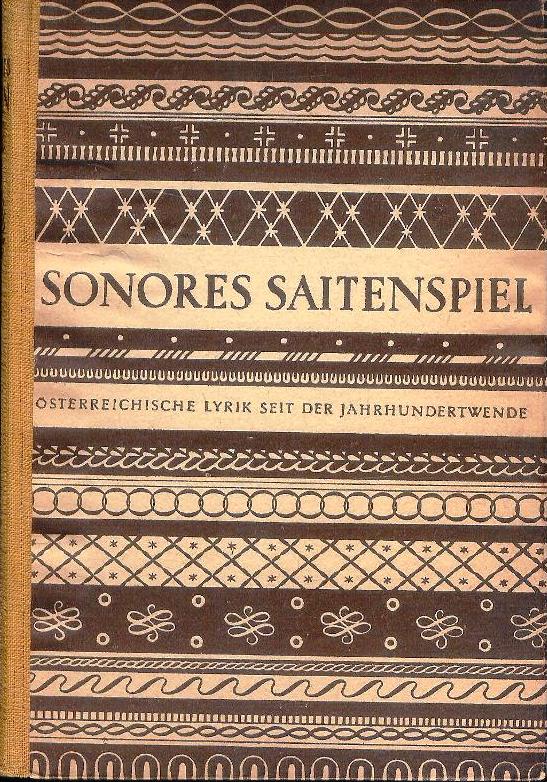 SONORES SAITENSPIEL
ÖSTERREICHISCHE LYRIK SEIT DER JAHRHUNDERTWENDE